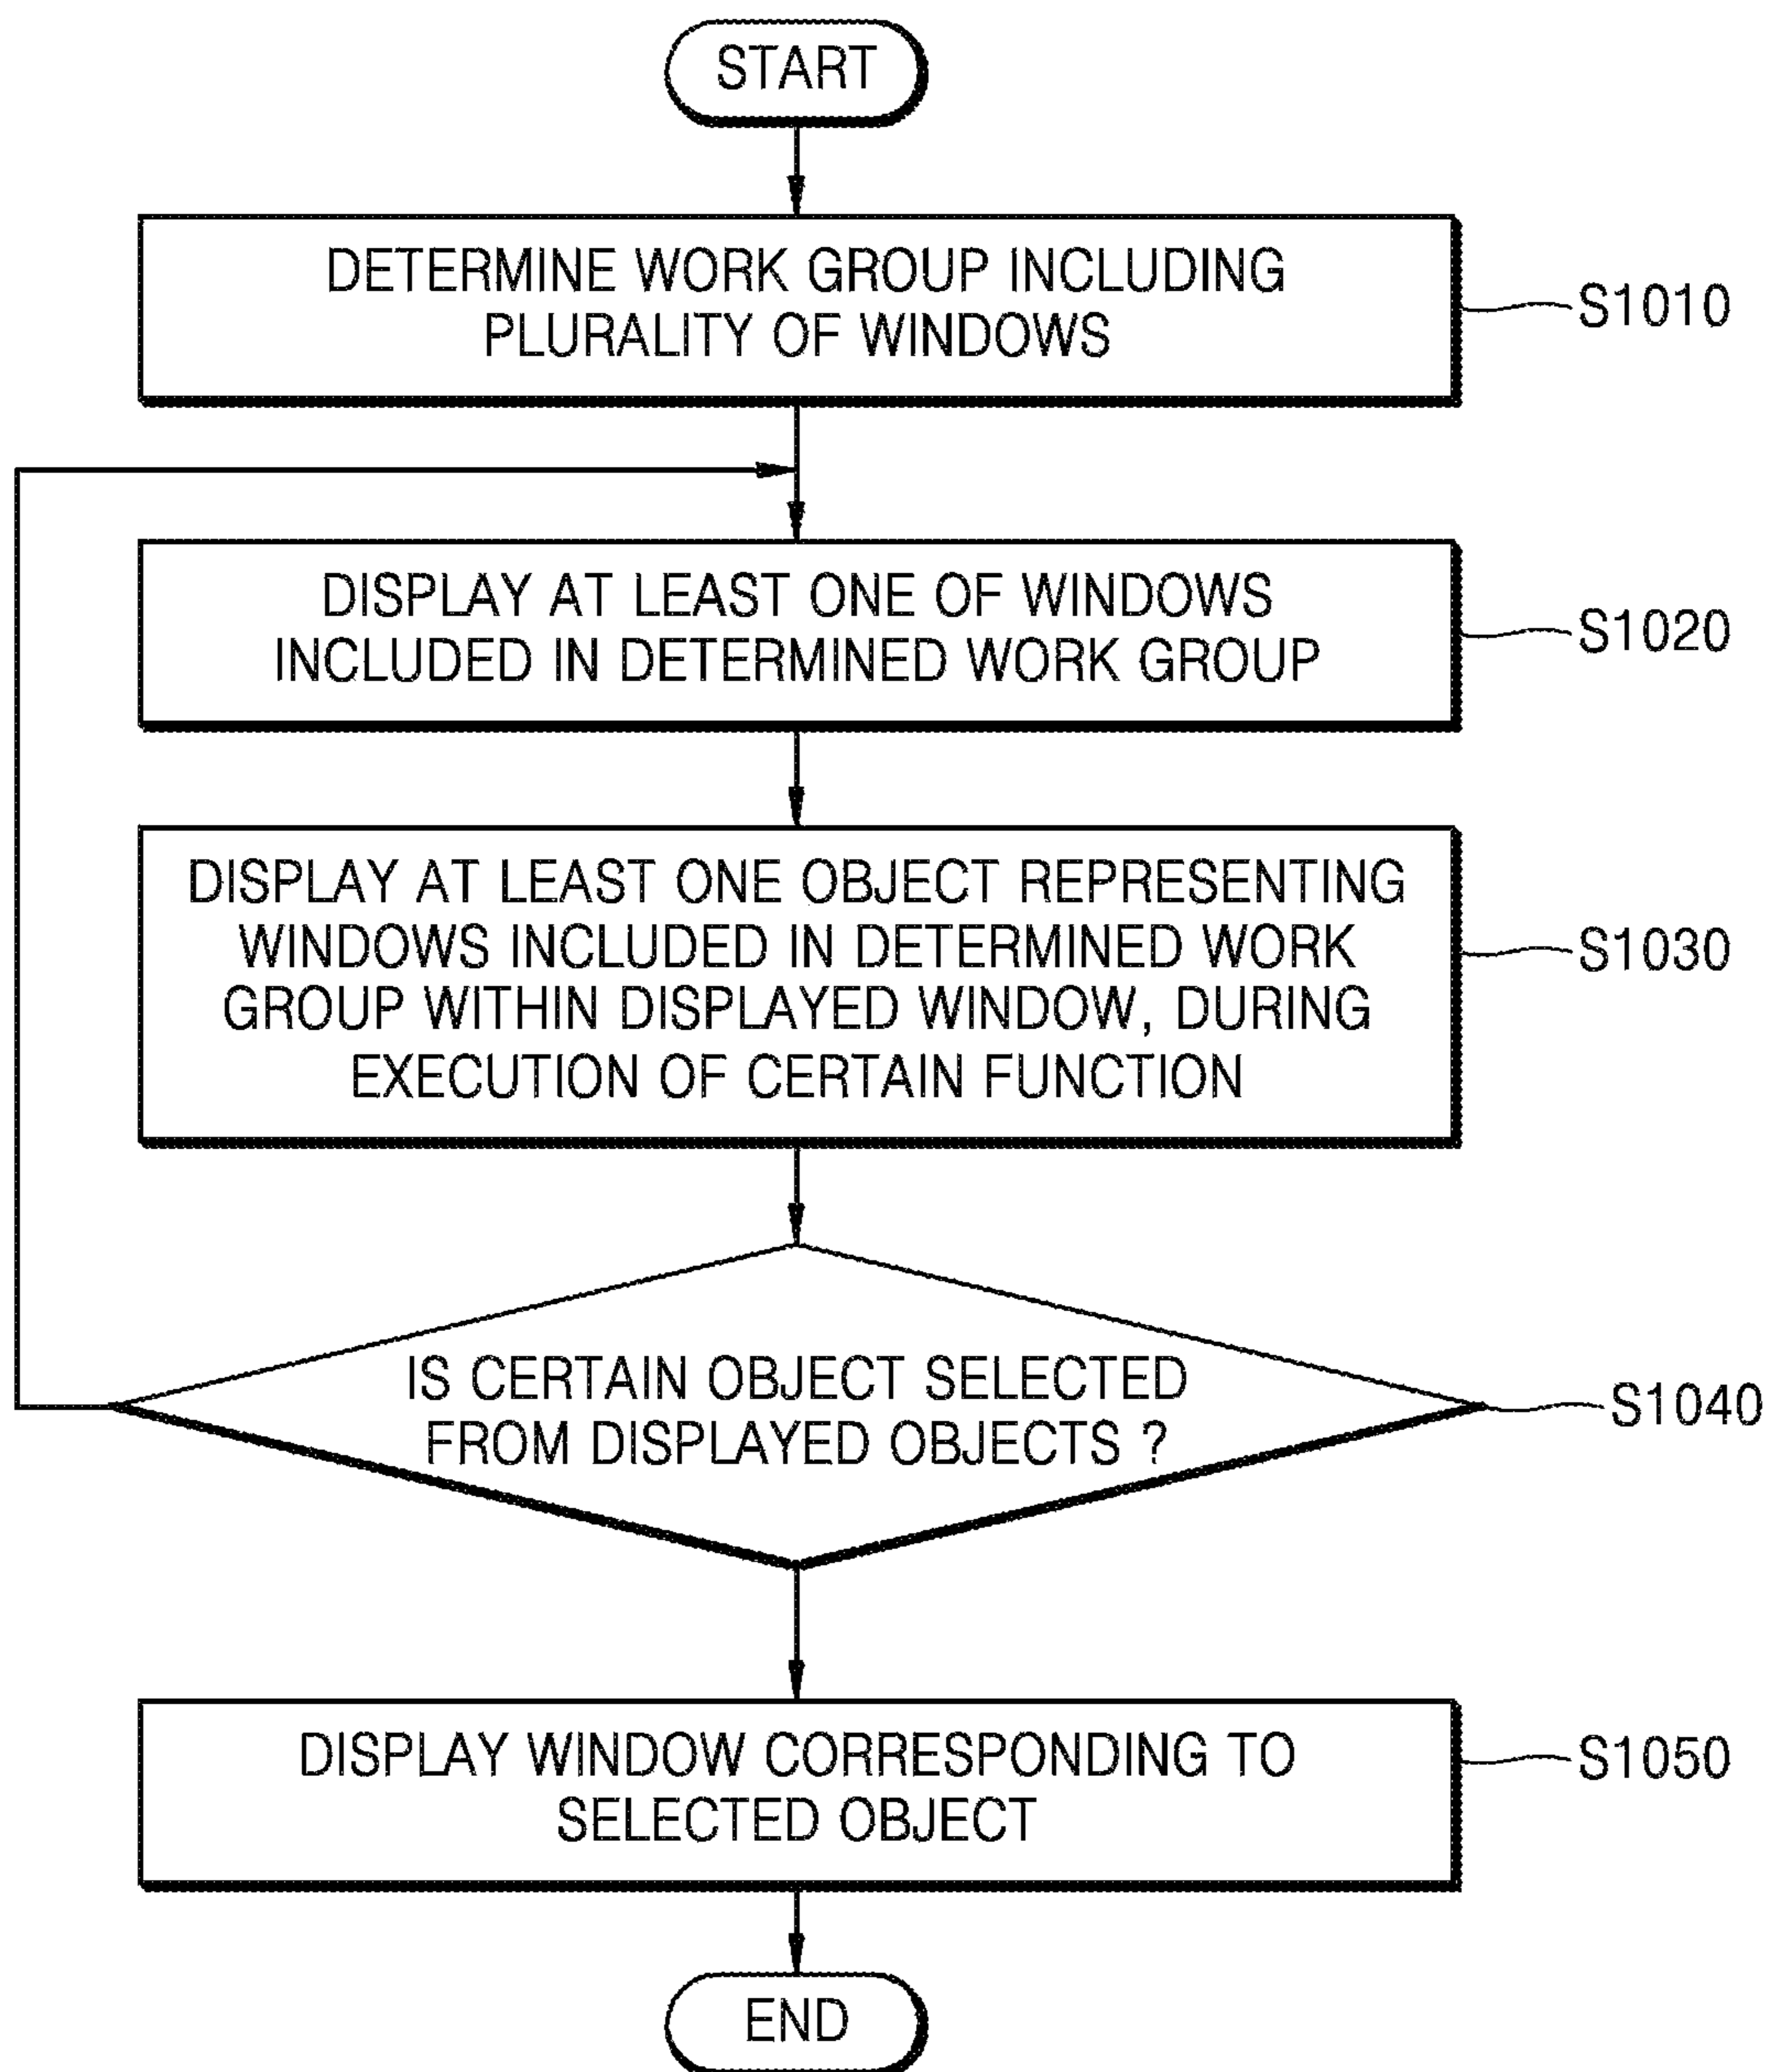 START
DETERMINE WORK GROUP INCLUDING
PLURALITY OF WINDOWS
S1010
DISPLAY AT LEAST ONE OF WINDOWS
INCLUDED IN DETERMINED WORK GROUP
S1020
DISPLAY AT LEAST ONE OBJECT REPRESENTING
WINDOWS INCLUDED IN DETERMINED WORK
GROUP WITHIN DISPLAYED WINDOW, DURING
EXECUTION OF CERTAIN FUNCTION
S1030
IS CERTAIN OBJECT SELECTED
FROM DISPLAYED OBJECTS ?
S1040
DISPLAY WINDOW CORRESPONDING TO
SELECTED OBJECT
S1050
END